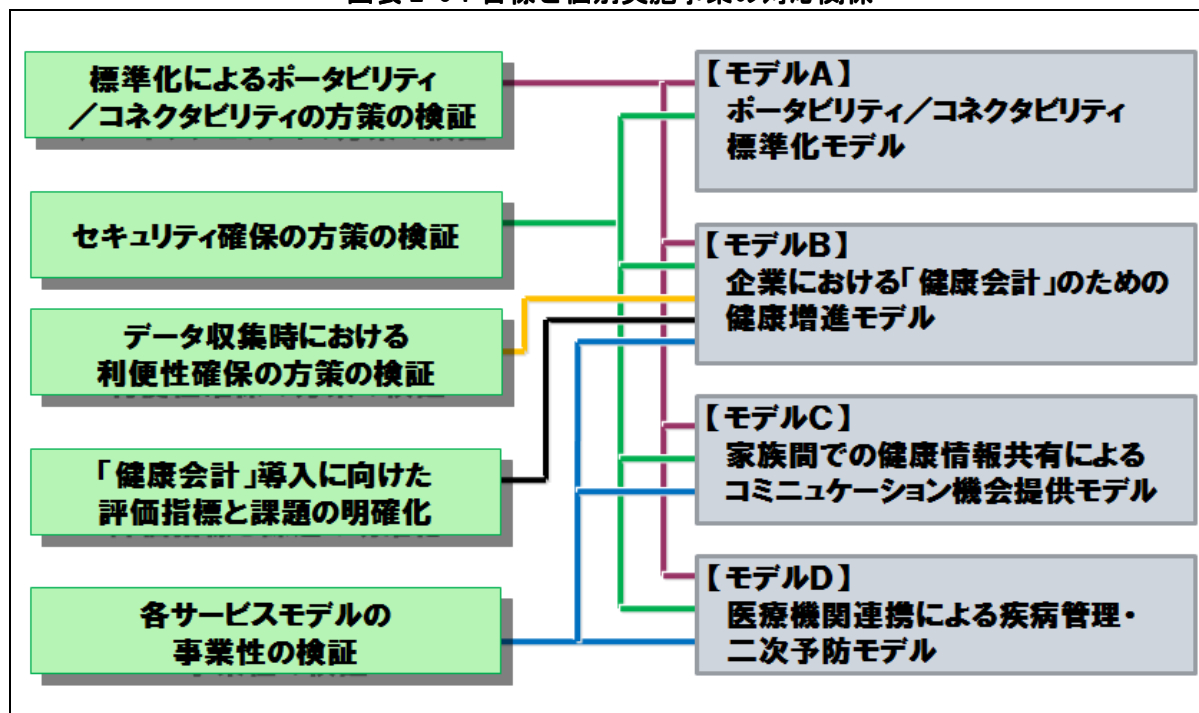 標準化によるポータビリティ
／コネクタビリティの方策の検証
セキュリティ確保の方策の検証
データ収集時における
利便性確保の方策の検証
「健康会計」導入に向けた
評価指標と課題の明確化
各サービスモデルの
事業性の検証
【モデルA】
ポータビリティ／コネクタビリティ
標準化モデル
【モデルB】
企業における「健康会計」のための
健康増進モデル
【モデルC】
家族間での健康情報共有による
コミニュケーション機会提供モデル
【モデルD】
医療機関連携による疾病管理・
二次予防モデル